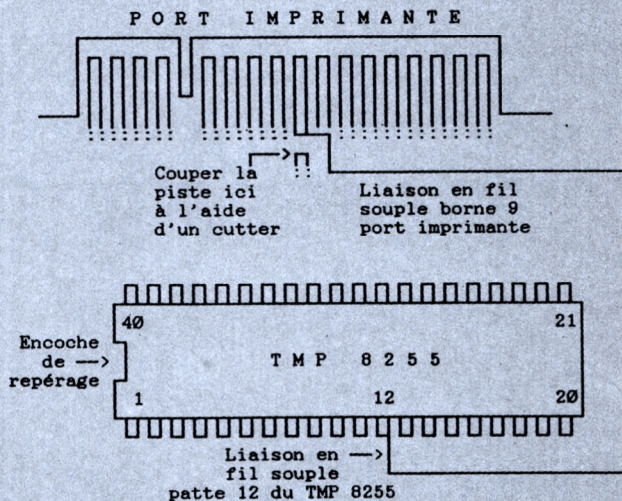 PORT IMPRIMANTE
Couper la
piste ici
à l'aide
d'un cutter
Liaison en fil
souple borne 9
port imprimante
40
21
Encoche
de
repérage
TMP 8255
1
12
20
Liaison en
fil souple
patte 12 du TMP 8255